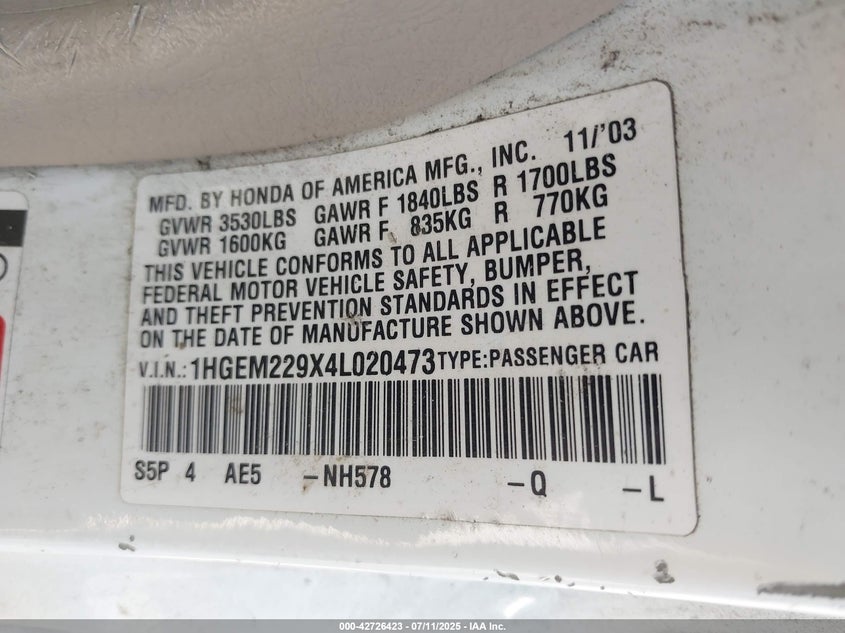 MFD. BY HONDA OF AMERICA MFG., INC. 11/'03
GVWR 3530LBS GAWR F 1840LBS R 1700LBS
GVWR 1600KG GAWR F 835KG R 770KG
THIS VEHICLE CONFORMS TO ALL APPLICABLE
FEDERAL MOTOR VEHICLE SAFETY, BUMPER,
AND THEFT PREVENTION STANDARDS IN EFFECT
ON THE DATE OF MANUFACTURE SHOWN ABOVE.
V.I.N.: 1HGEM229X4L020473 TYPE:PASSENGER CAR
S5P 4 AE5 -NH578 -Q -L
000-42726423 - 07/11/2025 - IAA Inc.